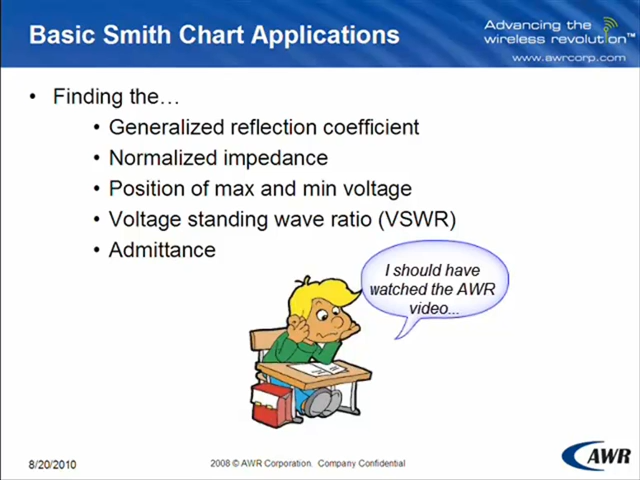 Basic Smith Chart Applications
Advancing the
wireless revolution™
www.awrcorp.com
• Finding the…
• Generalized reflection coefficient
• Normalized impedance
• Position of max and min voltage
• Voltage standing wave ratio (VSWR)
• Admittance
I should have
watched the AWR
video...
8/20/2010
2008 © AWR Corporation. Company Confidential
AWR